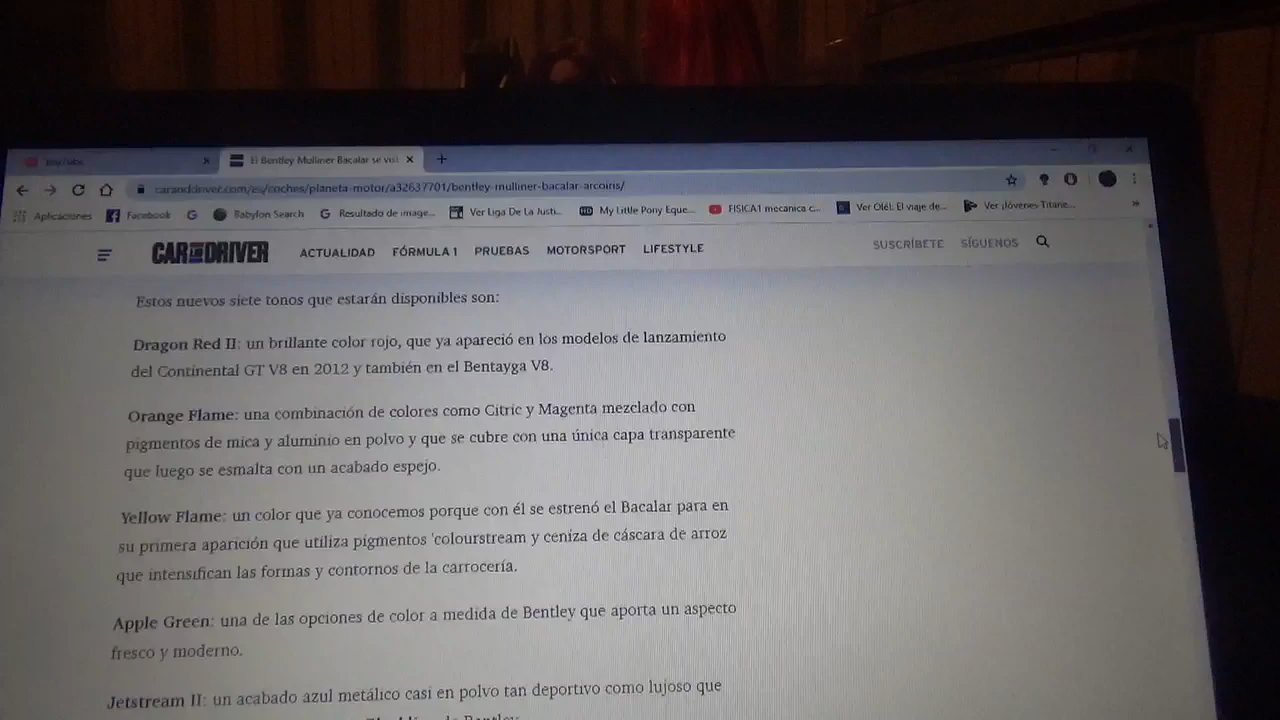 El Bentley Mulliner Bacalar se visi
caranddriver.com/es/coches/planeta-motor/a32637701/bentley-mulliner-bacalar-arcoins/
Aplicaciones Facebook Babylon Search Resultado de image... Ver Liga De La Justi... My Little Pony Eque... FISICA1 mecanica c... Ver Olé!. El viaje de... Ver ¡Jóvenes Titane... »
CAR AND DRIVER ACTUALIDAD FÓRMULA 1 PRUEBAS MOTORSPORT LIFESTYLE SUSCRÍBETE SÍGUENOS
Estos nuevos siete tonos que estarán disponibles son:
Dragon Red II: un brillante color rojo, que ya apareció en los modelos de lanzamiento
del Continental GT V8 en 2012 y también en el Bentayga V8.
Orange Flame: una combinación de colores como Citric y Magenta mezclado con
pigmentos de mica y aluminio en polvo y que se cubre con una única capa transparente
que luego se esmalta con un acabado espejo.
Yellow Flame: un color que ya conocemos porque con él se estrenó el Bacalar para en
su primera aparición que utiliza pigmentos 'colourstream y ceniza de cáscara de arroz
que intensifican las formas y contornos de la carrocería.
Apple Green: una de las opciones de color a medida de Bentley que aporta un aspecto
fresco y moderno.
Jetstream II: un acabado azul metálico casi en polvo tan deportivo como lujoso que
de Bentley